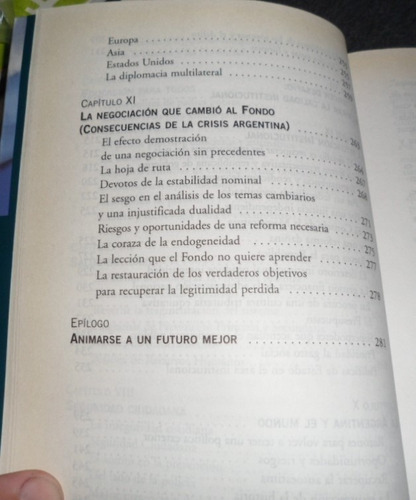 Europa
Asia
Estados Unidos
La diplomacia multilateral
CAPÍTULO XI
LA NEGOCIACIÓN QUE CAMBIÓ AL FONDO
(CONSECUENCIAS DE LA CRISIS ARGENTINA)
El efecto demostración
de una negociación sin precedentes
La hoja de ruta
Devotos de la estabilidad nominal
El sesgo en el análisis de los temas cambiarios
y una injustificada dualidad
Riesgos y oportunidades de una reforma necesaria
La coraza de la endogeneidad
La lección que el Fondo no quiere aprender 277
La restauración de los verdaderos objetivos
para recuperar la legitimidad perdida 278
EPÍLOGO
ANIMARSE A UN FUTURO MEJOR 281